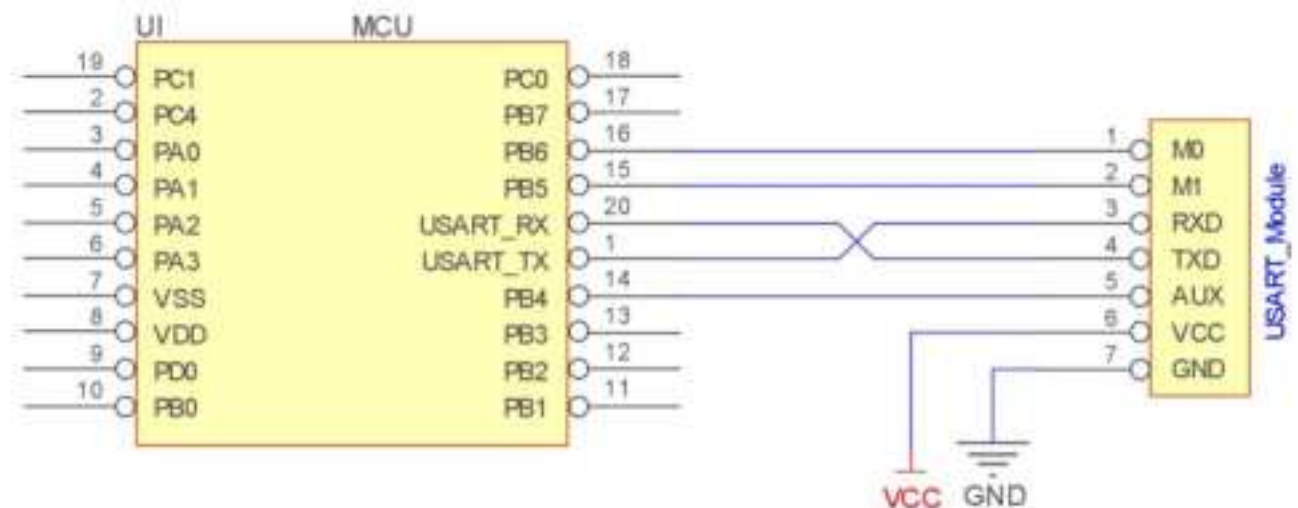 UI MCU
19 PC1 PC0 18
2 PC4 PB7 17
3 PA0 PB6 16 1 M0
4 PA1 PB5 15 2 M1
5 PA2 USART_RX 20 3 RXD
6 PA3 USART_TX 1 4 TXD
7 VSS PB4 14 5 AUX
8 VDD PB3 13 6 VCC
9 PD0 PB2 12 7 GND
10 PB0 PB1 11
USART_Module
VCC GND